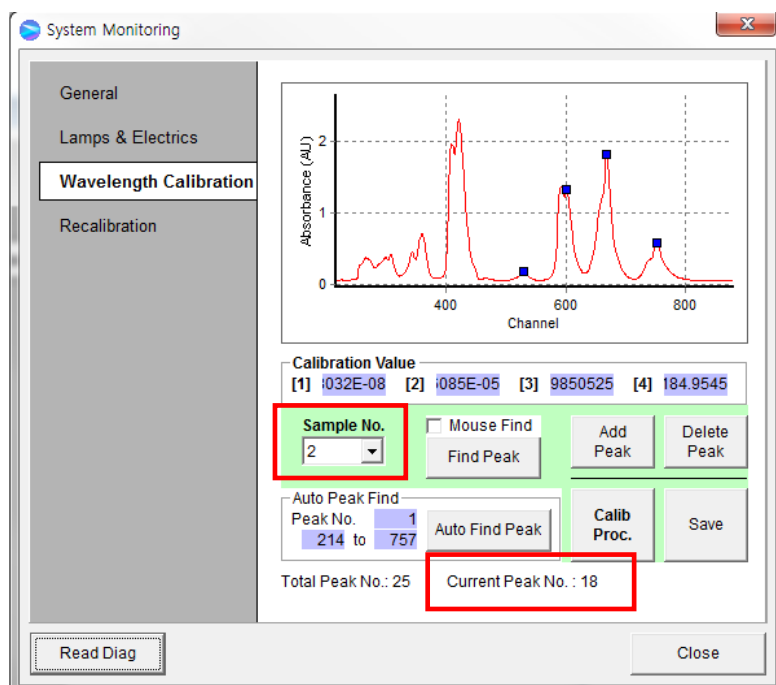 System Monitoring
General
Lamps & Electrics
Wavelength Calibration
Recalibration
Absorbance (AU)
2
1
0
400 600 800
Channel
Calibration Value
[1] 032E-08 [2] 085E-05 [3] 9850525 [4] 184.9545
Sample No.
2
Mouse Find
Find Peak
Add Peak
Delete Peak
Auto Peak Find
Peak No. 1
214 to 757
Auto Find Peak
Calib Proc.
Save
Total Peak No.: 25 Current Peak No. : 18
Read Diag
Close